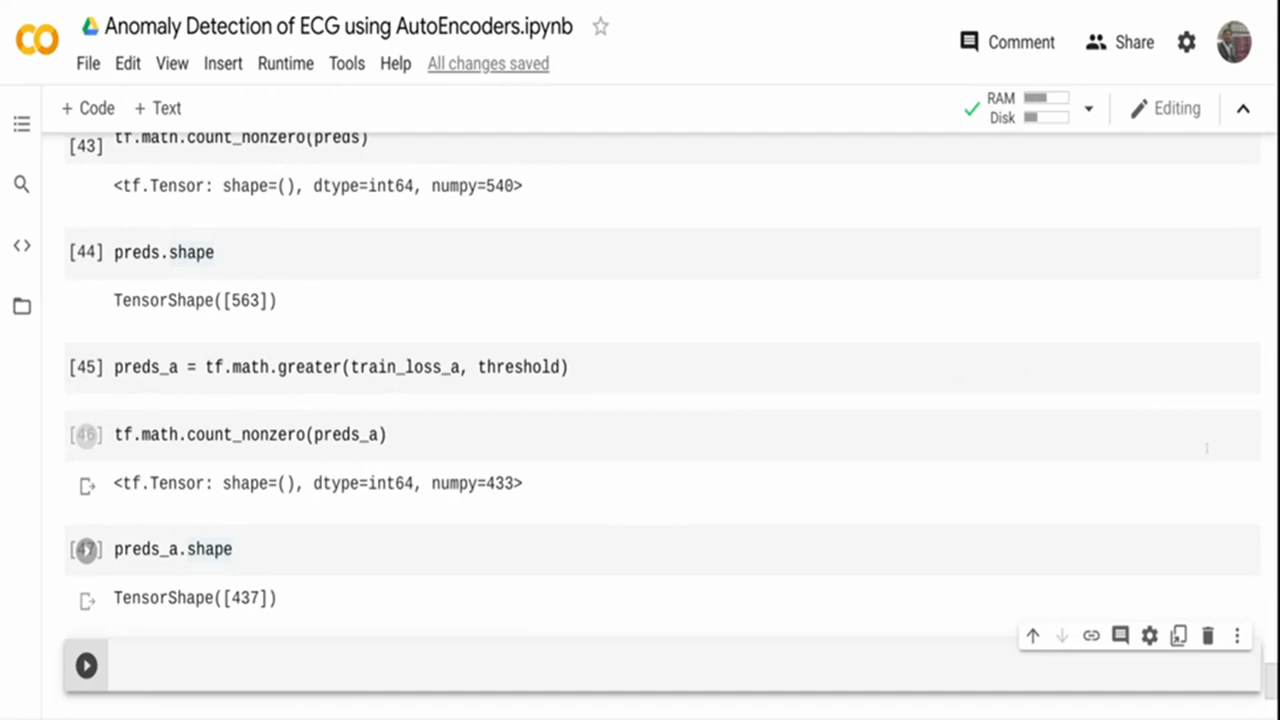 Anomaly Detection of ECG using AutoEncoders.ipynb
File Edit View Insert Runtime Tools Help All changes saved
Comment Share
+ Code + Text
RAM
Disk
Editing
[43] tf.math.count_nonzero(preds)
<tf.Tensor: shape=(), dtype=int64, numpy=540>
[44] preds.shape
TensorShape([563])
[45] preds_a = tf.math.greater(train_loss_a, threshold)
[46] tf.math.count_nonzero(preds_a)
<tf.Tensor: shape=(), dtype=int64, numpy=433>
[47] preds_a.shape
TensorShape([437])